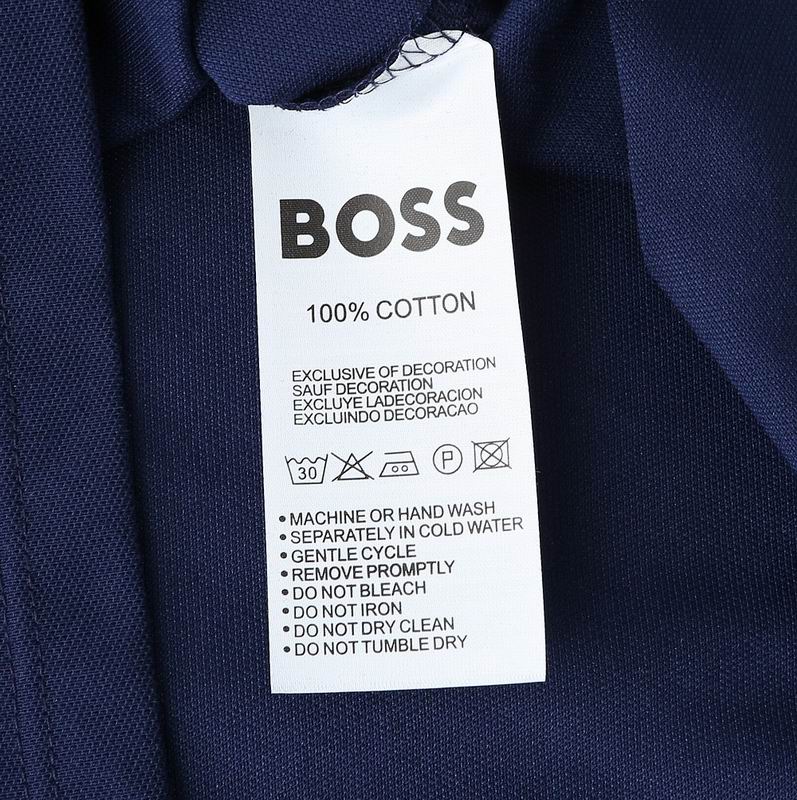 BOSS
100% COTTON
EXCLUSIVE OF DECORATION
SAUF DECORATION
EXCLUYE LADECORACION
EXCLUINDO DECORACAO
30 P
• MACHINE OR HAND WASH
• SEPARATELY IN COLD WATER
• GENTLE CYCLE
• REMOVE PROMPTLY
• DO NOT BLEACH
• DO NOT IRON
• DO NOT DRY CLEAN
• DO NOT TUMBLE DRY